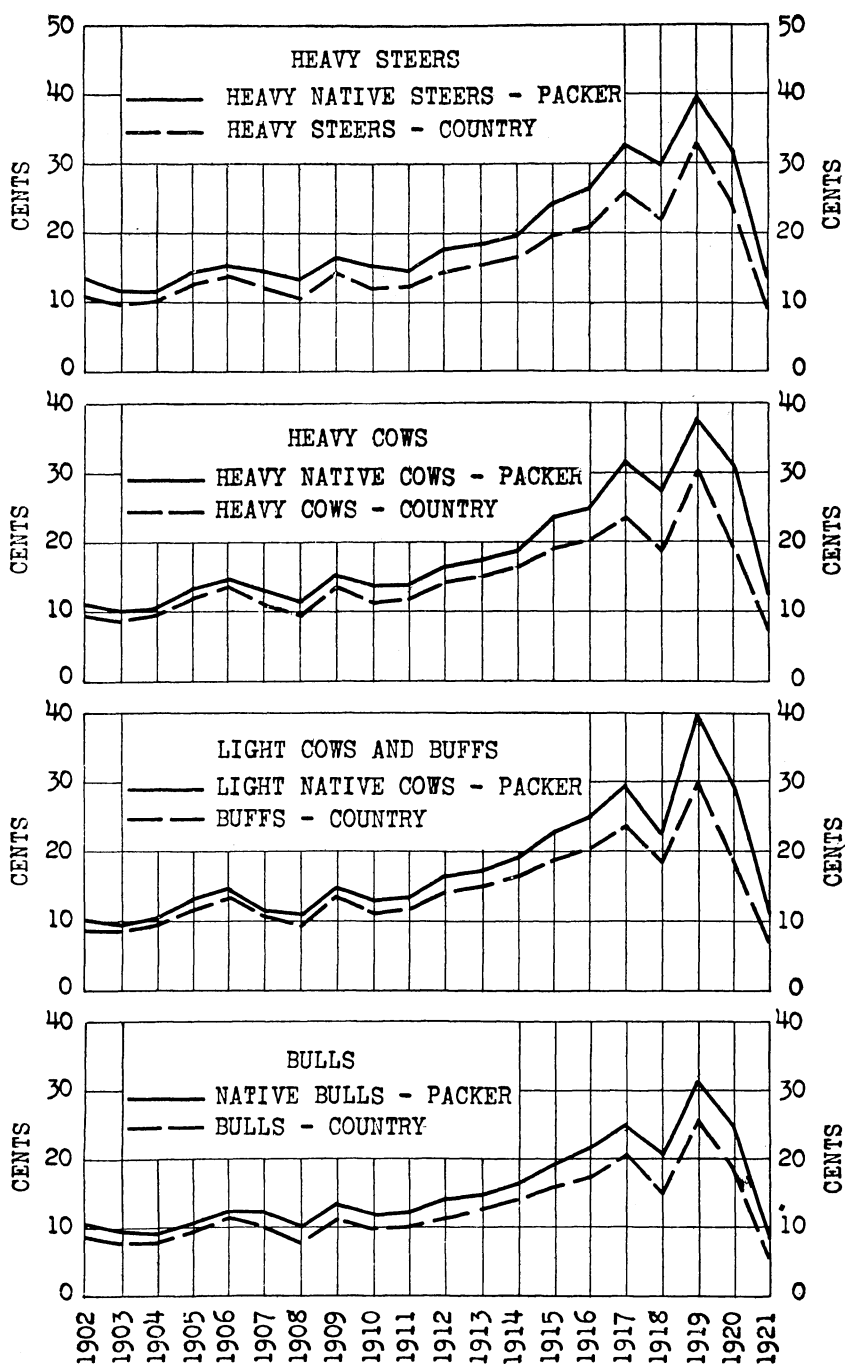 HEAVY STEERS
HEAVY NATIVE STEERS - PACKER
HEAVY STEERS - COUNTRY
50 50
40 40
30 30
20 20
10 10
0 0
CENTS CENTS
HEAVY COWS
HEAVY NATIVE COWS - PACKER
HEAVY COWS - COUNTRY
40 40
30 30
20 20
10 10
0 0
CENTS CENTS
LIGHT COWS AND BUFFS
LIGHT NATIVE COWS - PACKER
BUFFS - COUNTRY
40 40
30 30
20 20
10 10
0 0
CENTS CENTS
BULLS
NATIVE BULLS - PACKER
BULLS - COUNTRY
40 40
30 30
20 20
10 10
0 0
CENTS CENTS
1902 1903 1904 1905 1906 1907 1908 1909 1910 1911 1912 1913 1914 1915 1916 1917 1918 1919 1920 1921